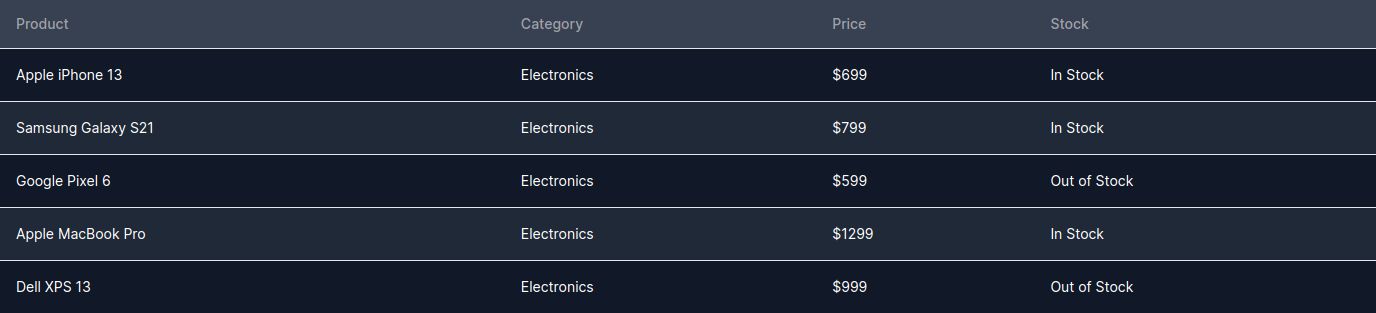 Product Category Price Stock
Apple iPhone 13 Electronics $699 In Stock
Samsung Galaxy S21 Electronics $799 In Stock
Google Pixel 6 Electronics $599 Out of Stock
Apple MacBook Pro Electronics $1299 In Stock
Dell XPS 13 Electronics $999 Out of Stock